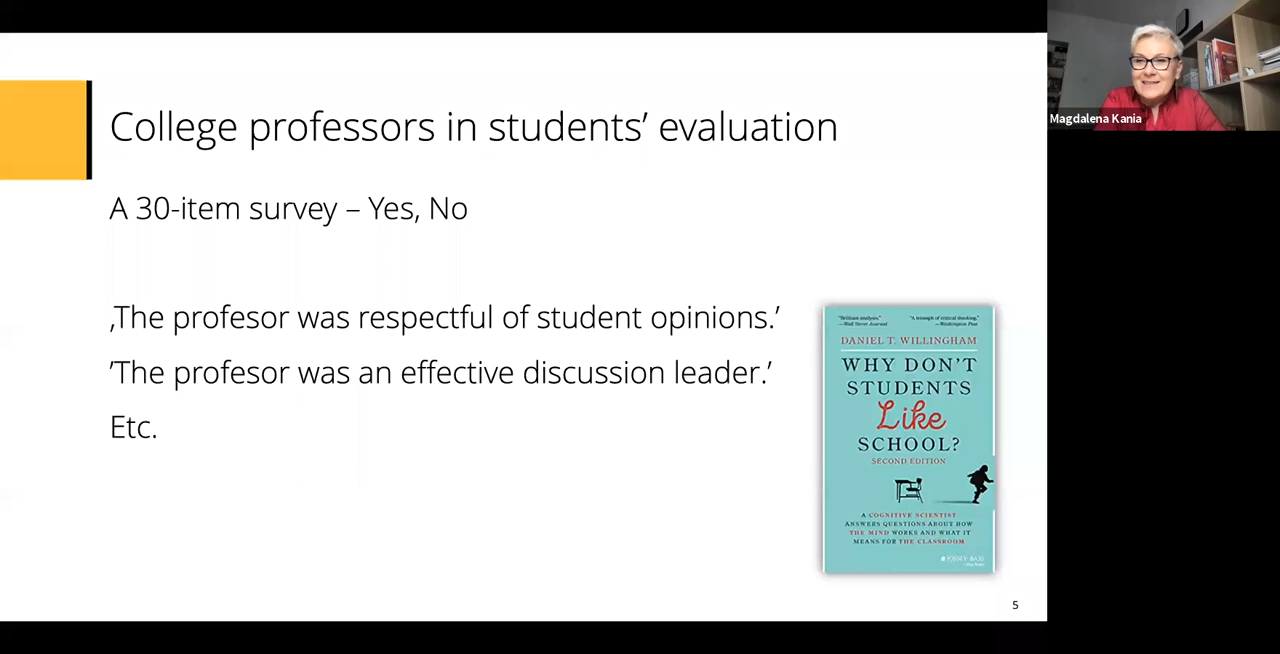 College professors in students’ evaluation
Magdalena Kania
A 30-item survey – Yes, No
‚The profesor was respectful of student opinions.’
’The profesor was an effective discussion leader.’
Etc.
"Brilliant analysis."
—Wall Street Journal
"A triumph of critical thinking."
—Washington Post
DANIEL T. WILLINGHAM
WHY DON'T
STUDENTS
Like
SCHOOL?
SECOND EDITION
A COGNITIVE SCIENTIST
ANSWERS QUESTIONS ABOUT HOW
THE MIND WORKS AND WHAT IT
MEANS FOR THE CLASSROOM
JOSSEY-BASS
5